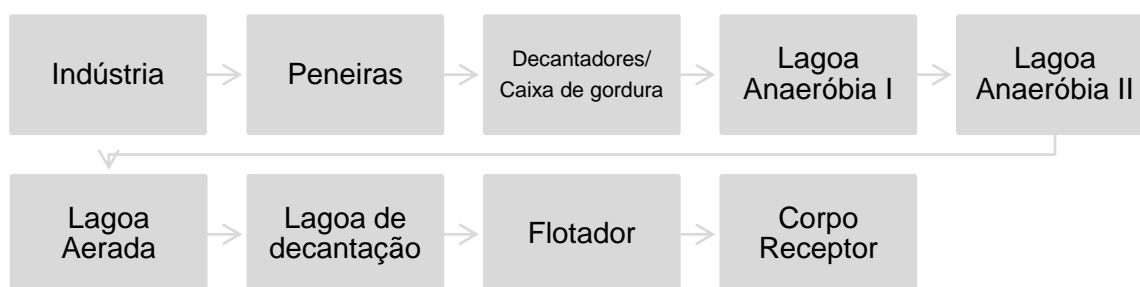 Indústria
Peneiras
Decantadores/
Caixa de gordura
Lagoa
Anaeróbia I
Lagoa
Anaeróbia II
Lagoa
Aerada
Lagoa de
decantação
Flotador
Corpo
Receptor